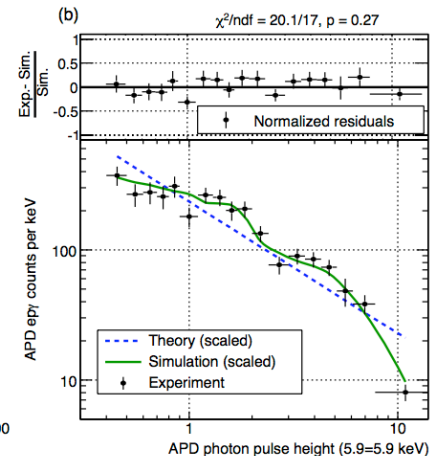 (b)
χ²/ndf = 20.1/17, p = 0.27
Exp.- Sim.
Sim.
1
0.5
0
-0.5
-1
Normalized residuals
APD epy counts per keV
100
10
Theory (scaled)
Simulation (scaled)
Experiment
00
1
10
APD photon pulse height (5.9=5.9 keV)